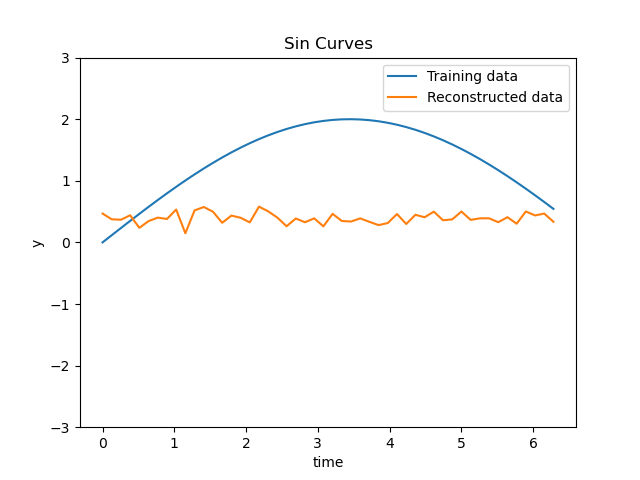 Sin Curves
Training data
Reconstructed data
3
2
1
0
−1
−2
−3
y
0 1 2 3 4 5 6
time